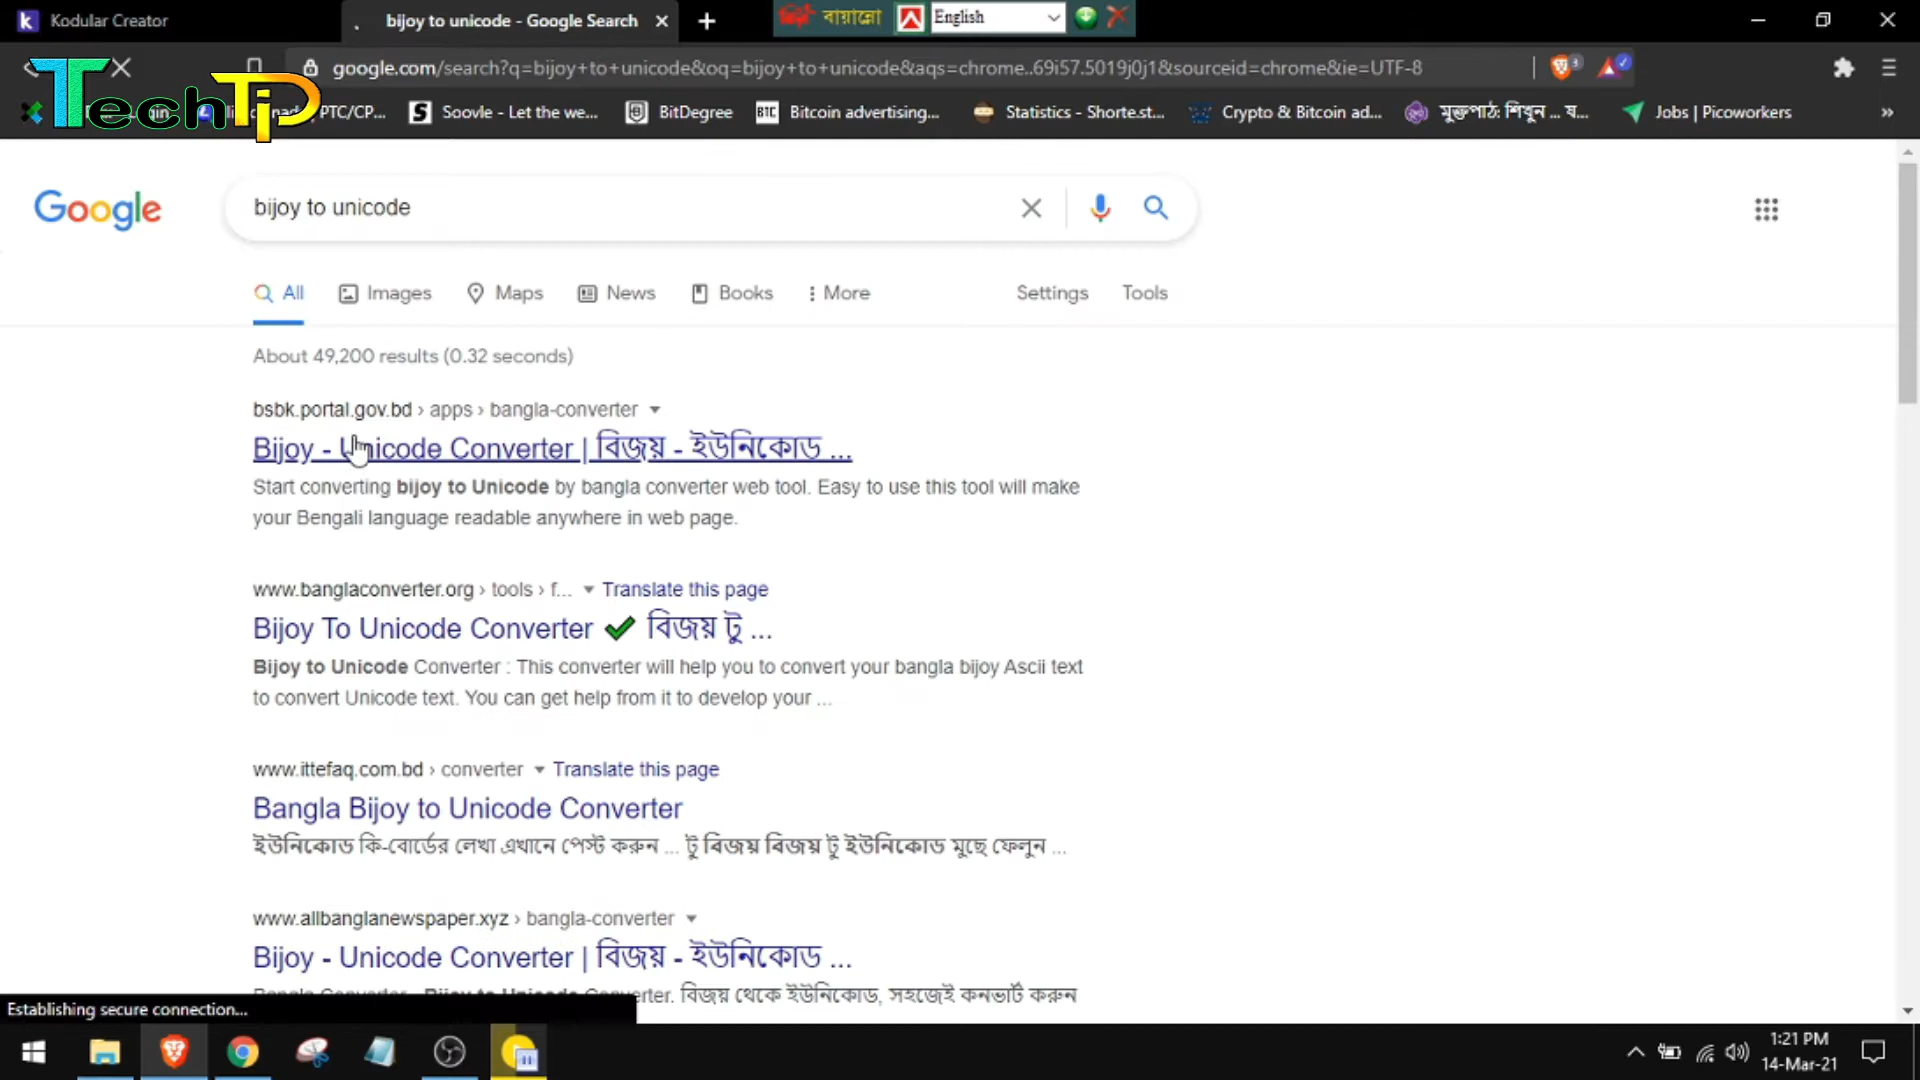 Kodular Creator
bijoy to unicode - Google Search
বায়ান্নো
English
google.com/search?q=bijoy+to+unicode&oq=bijoy+to+unicode&aqs=chrome..69i57.5019j0j1&sourceid=chrome&ie=UTF-8
3
TechTip
PTC/CP...
Soovle - Let the we...
BitDegree
BTC Bitcoin advertising...
Statistics - Shorte.st...
Crypto & Bitcoin ad...
মুক্তপাঠ: শিখুন ... য...
Jobs | Picoworkers
»
Google
bijoy to unicode
All
Images
Maps
News
Books
More
Settings
Tools
About 49,200 results (0.32 seconds)
bsbk.portal.gov.bd › apps › bangla-converter
Bijoy - Unicode Converter | বিজয় - ইউনিকোড ...
Start converting bijoy to Unicode by bangla converter web tool. Easy to use this tool will make
your Bengali language readable anywhere in web page.
www.banglaconverter.org › tools › f...
Translate this page
Bijoy To Unicode Converter ✔ বিজয় টু ...
Bijoy to Unicode Converter : This converter will help you to convert your bangla bijoy Ascii text
to convert Unicode text. You can get help from it to develop your ...
www.ittefaq.com.bd › converter
Translate this page
Bangla Bijoy to Unicode Converter
ইউনিকোড কি-বোর্ডের লেখা এখানে পেস্ট করুন ... টু বিজয় বিজয় টু ইউনিকোড মুছে ফেলুন ...
www.allbanglanewspaper.xyz › bangla-converter
Bijoy - Unicode Converter | বিজয় - ইউনিকোড ...
বিজয় থেকে ইউনিকোড, সহজেই কনভার্ট করুন
Establishing secure connection...
1:21 PM
14-Mar-21